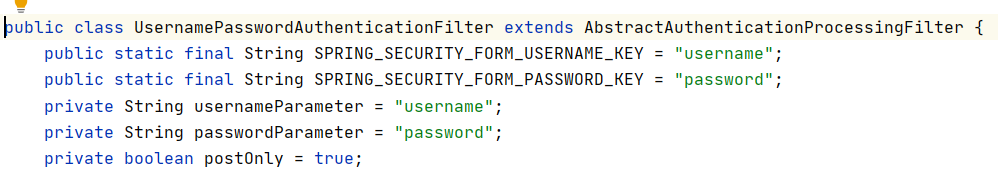 public class UsernamePasswordAuthenticationFilter extends AbstractAuthenticationProcessingFilter {
    public static final String SPRING_SECURITY_FORM_USERNAME_KEY = "username";
    public static final String SPRING_SECURITY_FORM_PASSWORD_KEY = "password";
    private String usernameParameter = "username";
    private String passwordParameter = "password";
    private boolean postOnly = true;